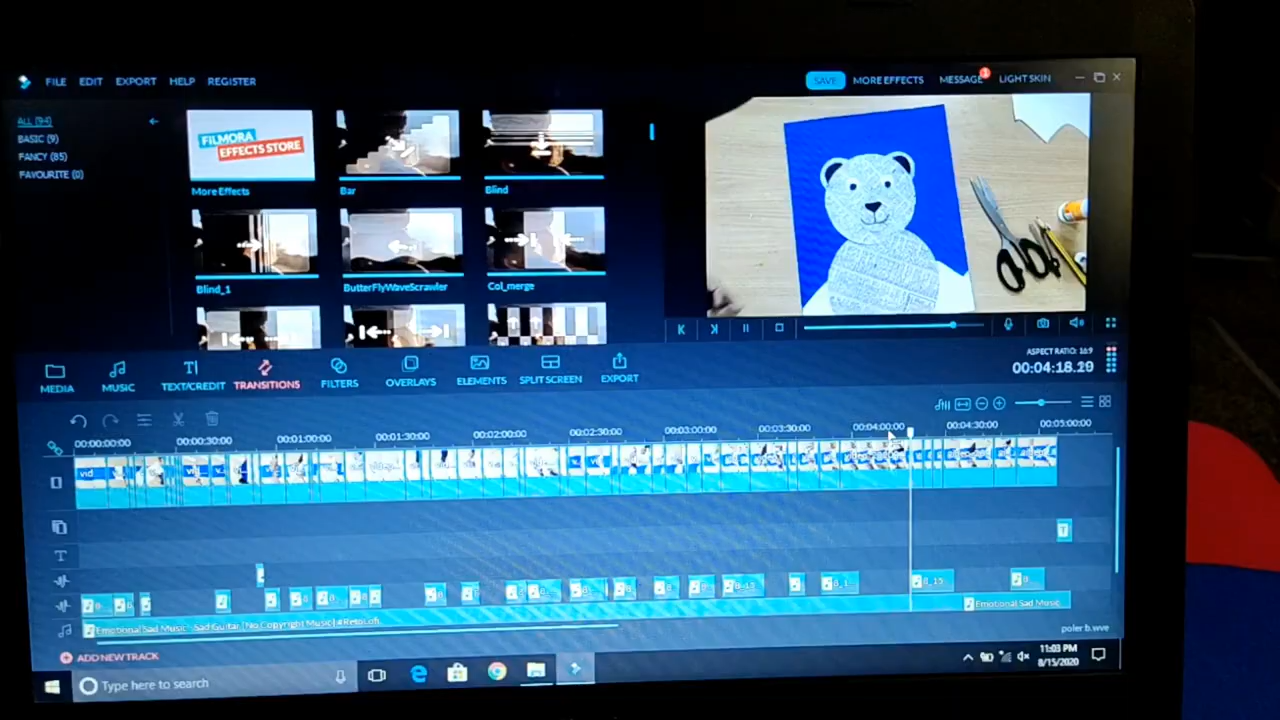 FILE EDIT EXPORT HELP REGISTER
SAVE MORE EFFECTS MESSAGE 1 LIGHT SKIN
ALL (94)
BASIC (9)
FANCY (85)
FAVOURITE (0)
FILMORA
EFFECTS STORE
More Effects
Bar
Blind
Blind_1
ButterFlyWaveScrawler
Col_merge
MEDIA MUSIC TEXT/CREDIT TRANSITIONS FILTERS OVERLAYS ELEMENTS SPLIT SCREEN EXPORT
ASPECT RATIO: 16:9
00:04:18.29
00:00:00:00 00:00:30:00 00:01:00:00 00:01:30:00 00:02:00:00 00:02:30:00 00:03:00:00 00:03:30:00 00:04:00:00 00:04:30:00 00:05:00:00
vid
T
T
8_15
Emotional Sad Music
Emotional Sad Music - Sad Guitar [No Copyright Music]
poler b.wve
ADD NEW TRACK
Type here to search
11:03 PM
8/15/2020